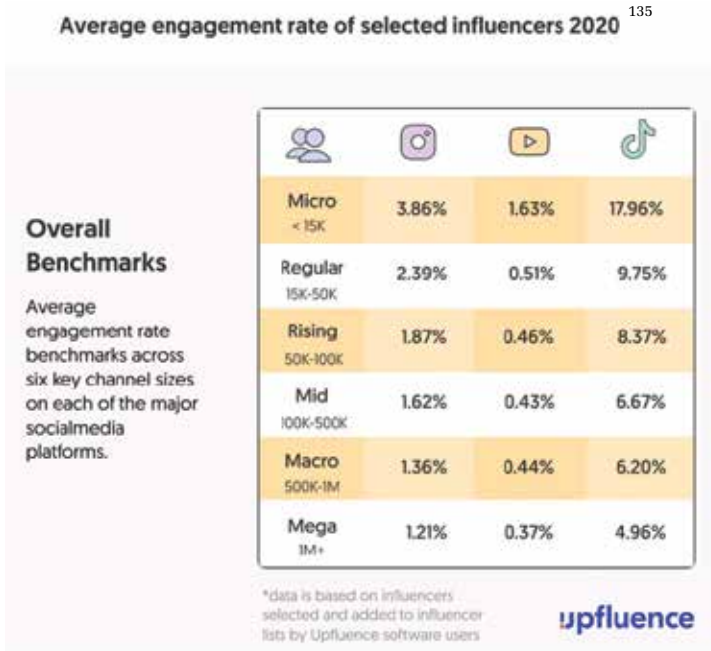 Average engagement rate of selected influencers 2020 135
Overall
Benchmarks
Average
engagement rate
benchmarks across
six key channel sizes
on each of the major
socialmedia
platforms.
Micro
< 15K
3.86% 1.63% 17.96%
Regular
15K-50K
2.39% 0.51% 9.75%
Rising
50K-100K
1.87% 0.46% 8.37%
Mid
100K-500K
1.62% 0.43% 6.67%
Macro
500K-1M
1.36% 0.44% 6.20%
Mega
1M+
1.21% 0.37% 4.96%
*data is based on influencers
selected and added to influencer
lists by Upfluence software users
upfluence